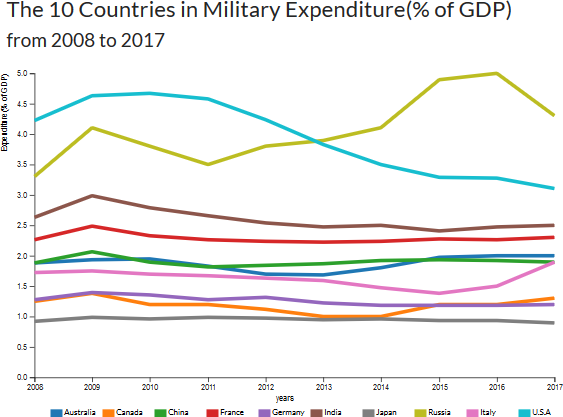 The 10 Countries in Military Expenditure(% of GDP)
from 2008 to 2017
Expenditure(% of GDP)
5.0
4.5
4.0
3.5
3.0
2.5
2.0
1.5
1.0
0.5
0.0
2008 2009 2010 2011 2012 2013 2014 2015 2016 2017
years
Australia Canada China France Germany India Japan Russia Italy U.S.A